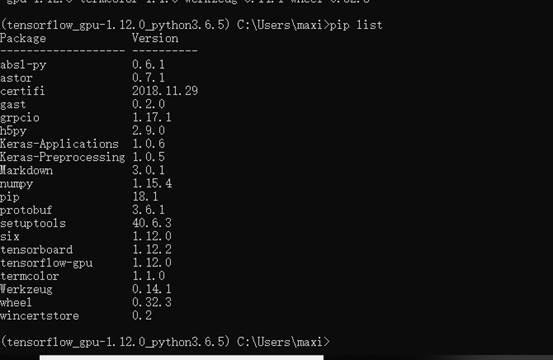 (tensorflow_gpu-1.12.0_python3.6.5) C:\Users\maxi>pip list
Package Version
------------------- ----------
absl-py 0.6.1
astor 0.7.1
certifi 2018.11.29
gast 0.2.0
grpcio 1.17.1
h5py 2.9.0
Keras-Applications 1.0.6
Keras-Preprocessing 1.0.5
Markdown 3.0.1
numpy 1.15.4
pip 18.1
protobuf 3.6.1
setuptools 40.6.3
six 1.12.0
tensorboard 1.12.2
tensorflow-gpu 1.12.0
termcolor 1.1.0
Werkzeug 0.14.1
wheel 0.32.3
wincertstore 0.2
(tensorflow_gpu-1.12.0_python3.6.5) C:\Users\maxi>